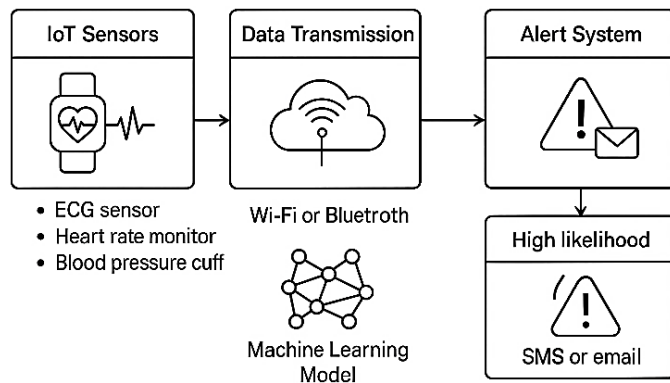 IoT Sensors
Data Transmission
Alert System
• ECG sensor
• Heart rate monitor
• Blood pressure cuff
Wi-Fi or Bluetroth
Machine Learning
Model
High likelihood
SMS or email